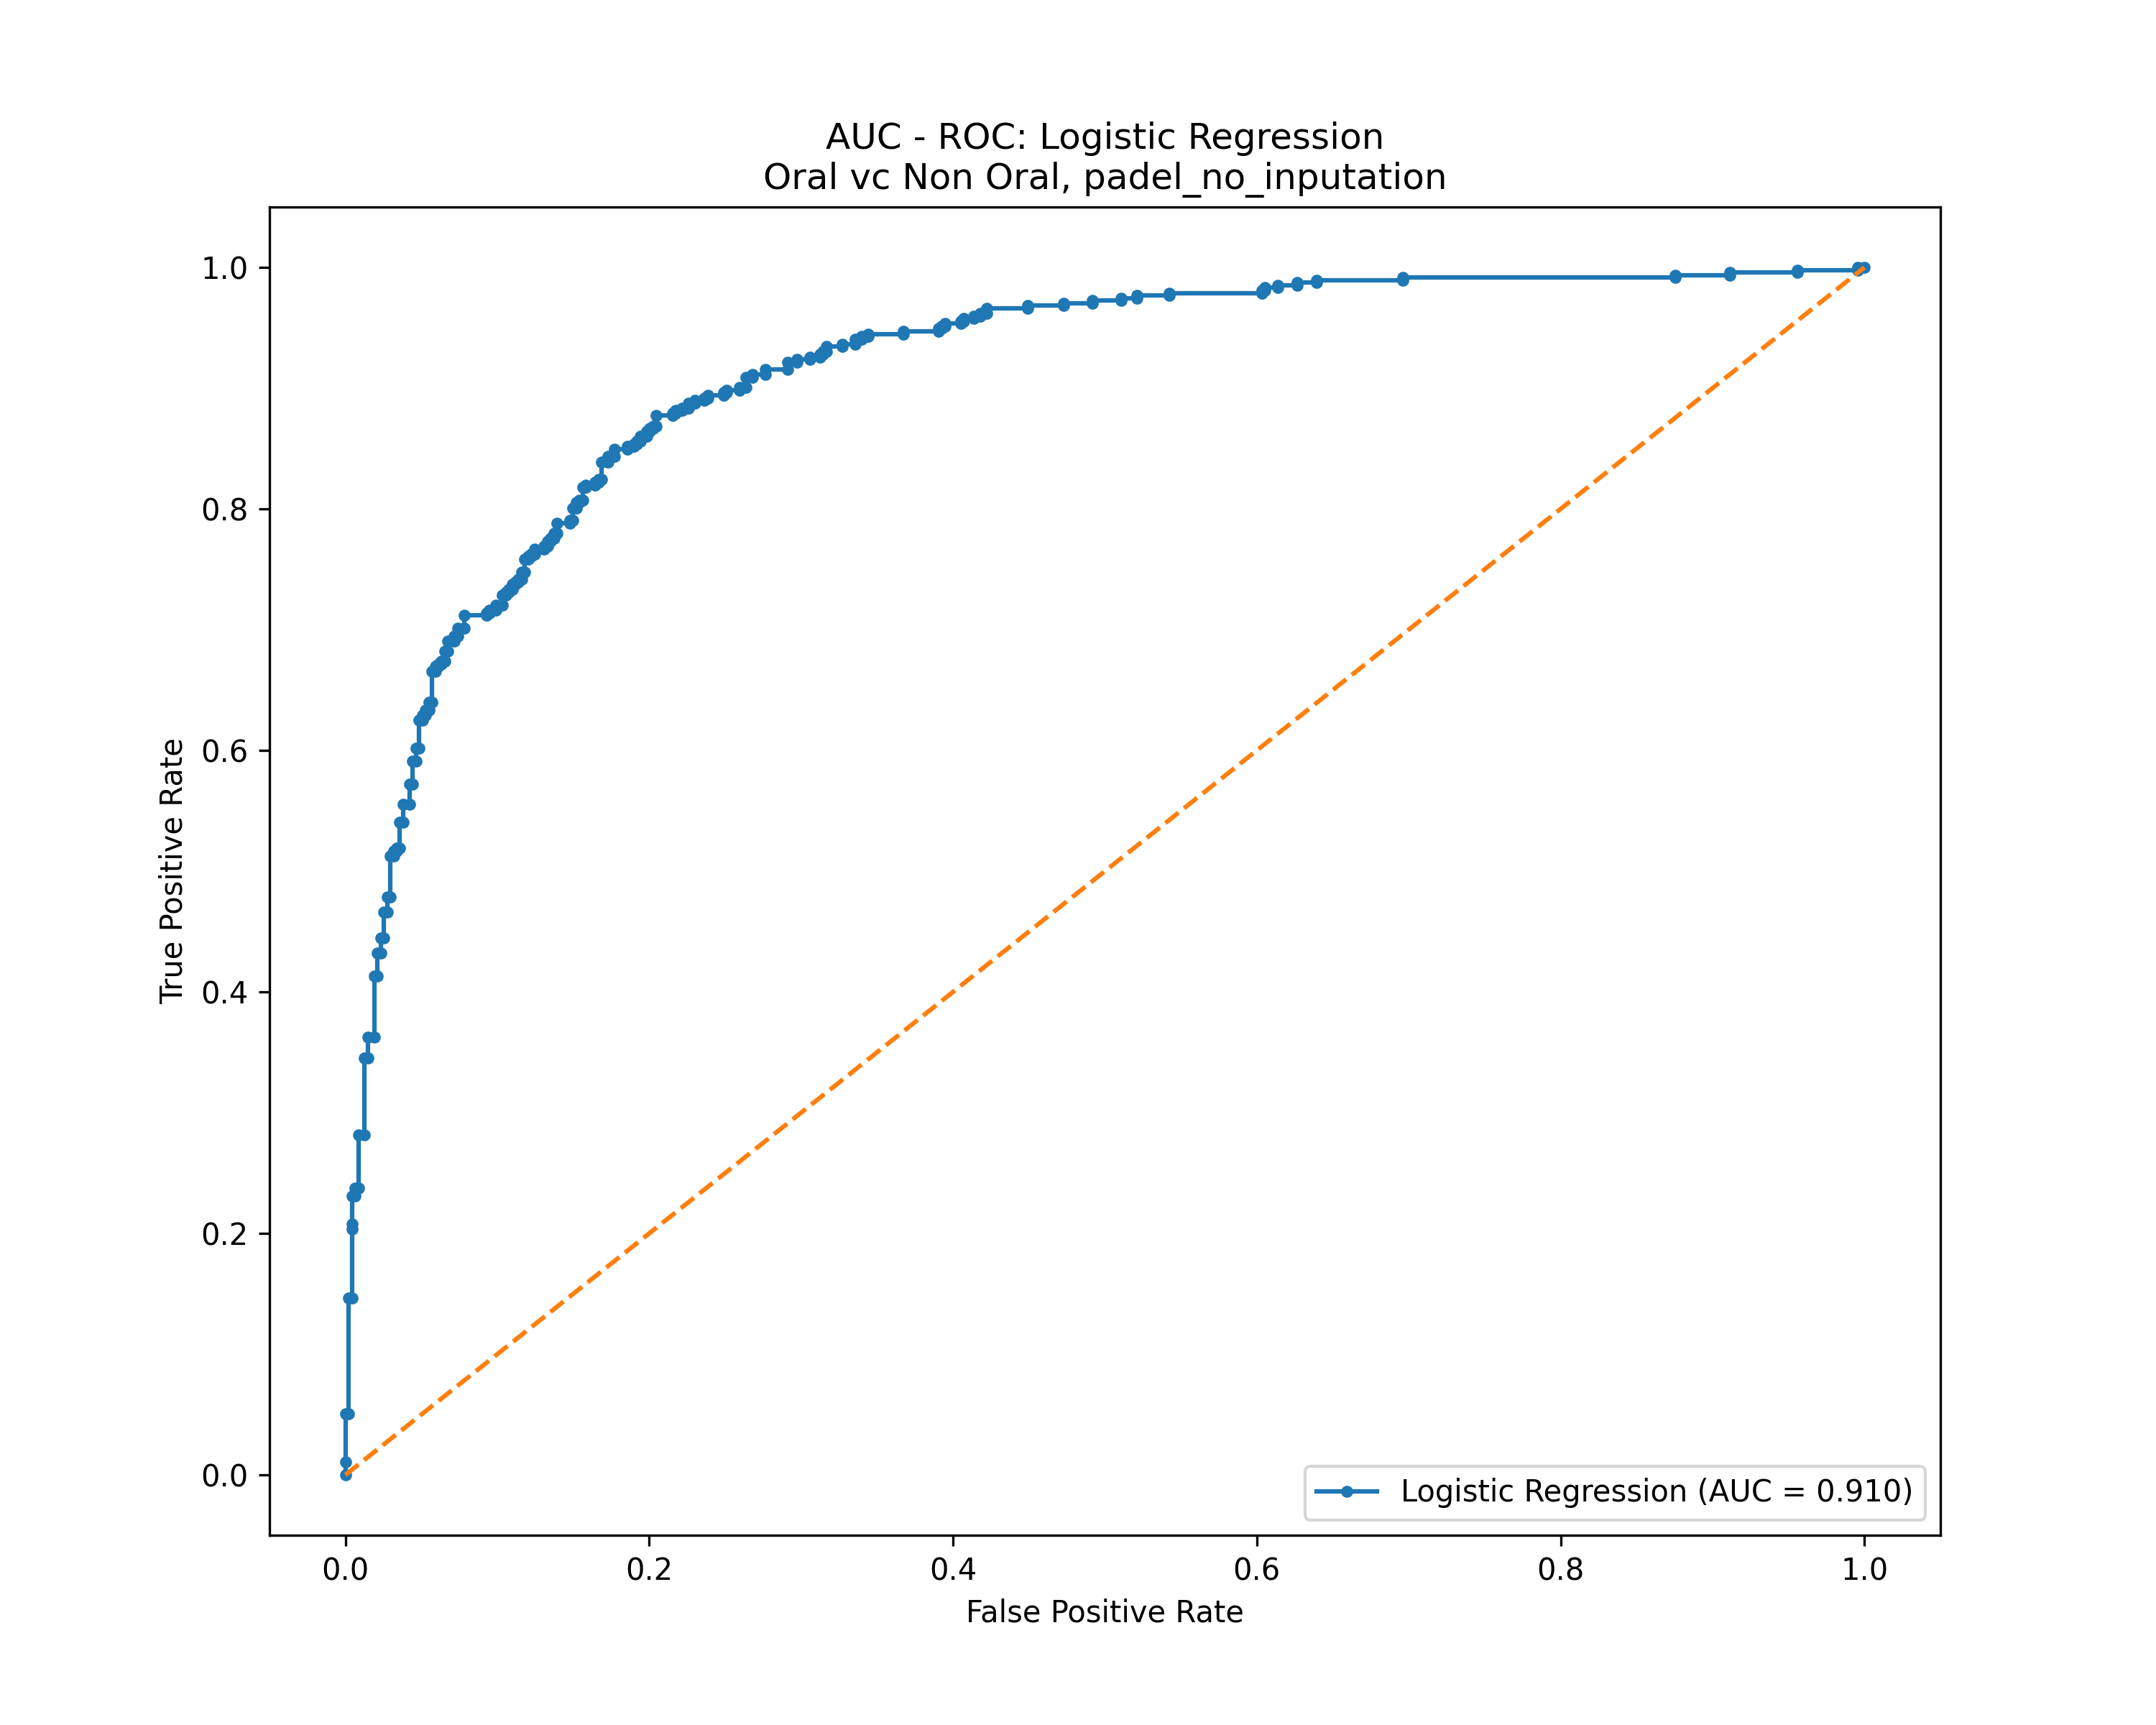 AUC - ROC: Logistic Regression
Oral vc Non Oral, padel_no_inputation
True Positive Rate
1.0
0.8
0.6
0.4
0.2
0.0
Logistic Regression (AUC = 0.910)
0.0 0.2 0.4 0.6 0.8 1.0
False Positive Rate